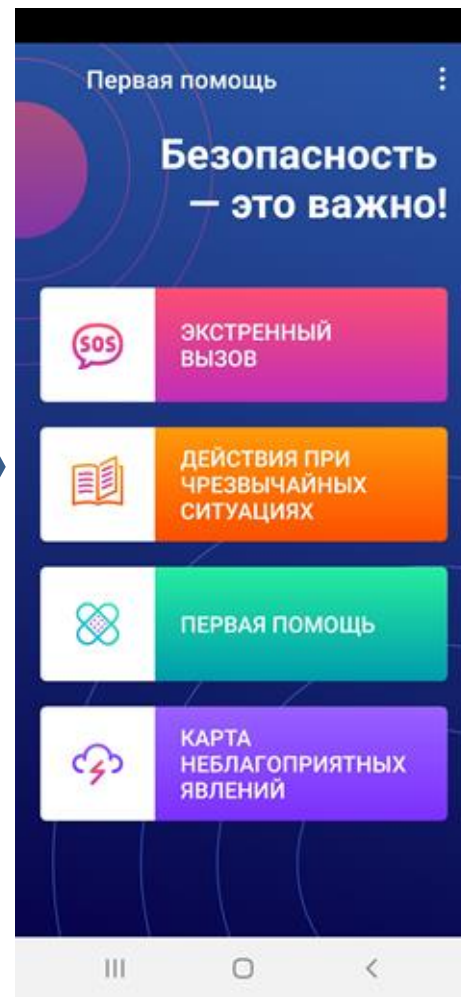 Первая помощь
Безопасность
— это важно!
SOS
ЭКСТРЕННЫЙ
ВЫЗОВ
ДЕЙСТВИЯ ПРИ
ЧРЕЗВЫЧАЙНЫХ
СИТУАЦИЯХ
ПЕРВАЯ ПОМОЩЬ
КАРТА
НЕБЛАГОПРИЯТНЫХ
ЯВЛЕНИЙ